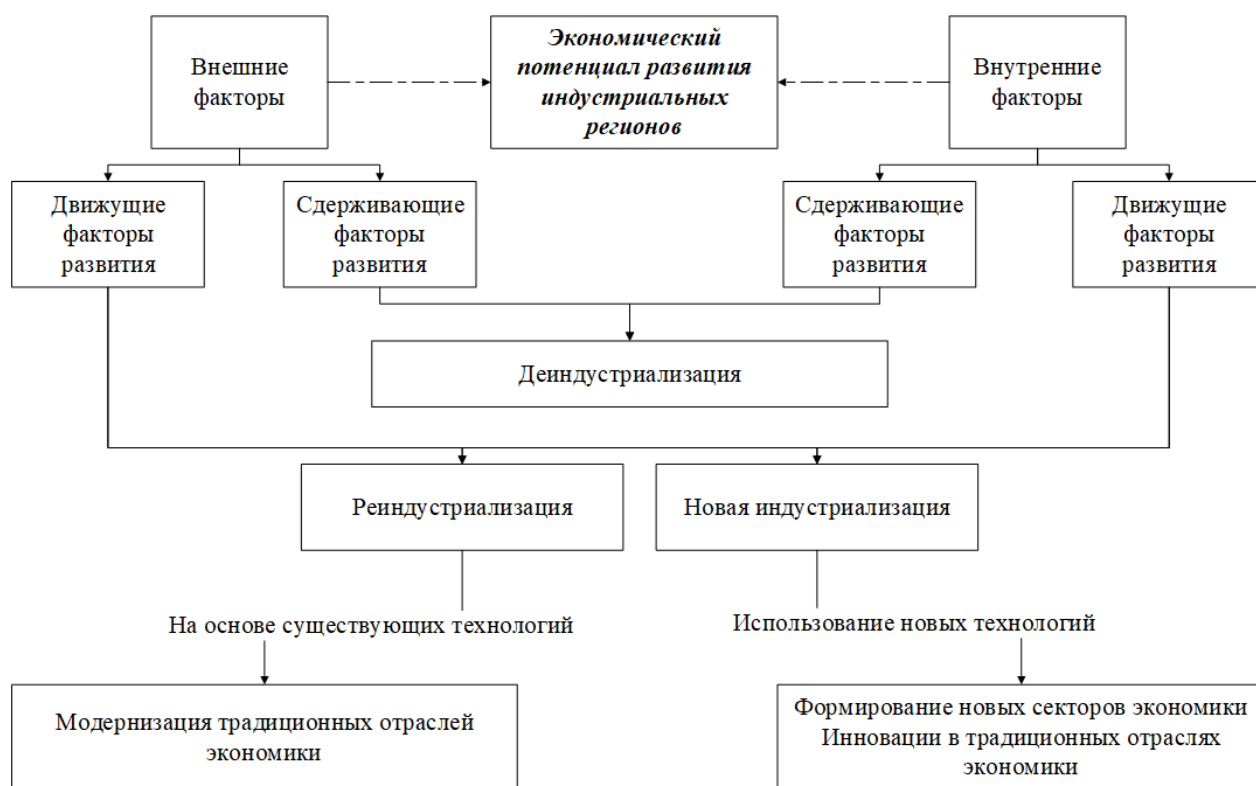 Внешние
факторы
Экономический
потенциал развития
индустриальных
регионов
Внутренние
факторы
Движущие
факторы
развития
Сдерживающие
факторы
развития
Сдерживающие
факторы
развития
Движущие
факторы
развития
Деиндустриализация
Реиндустриализация
Новая индустриализация
На основе существующих технологий
Использование новых технологий
Модернизация традиционных отраслей
экономики
Формирование новых секторов экономики
Инновации в традиционных отраслях
экономики